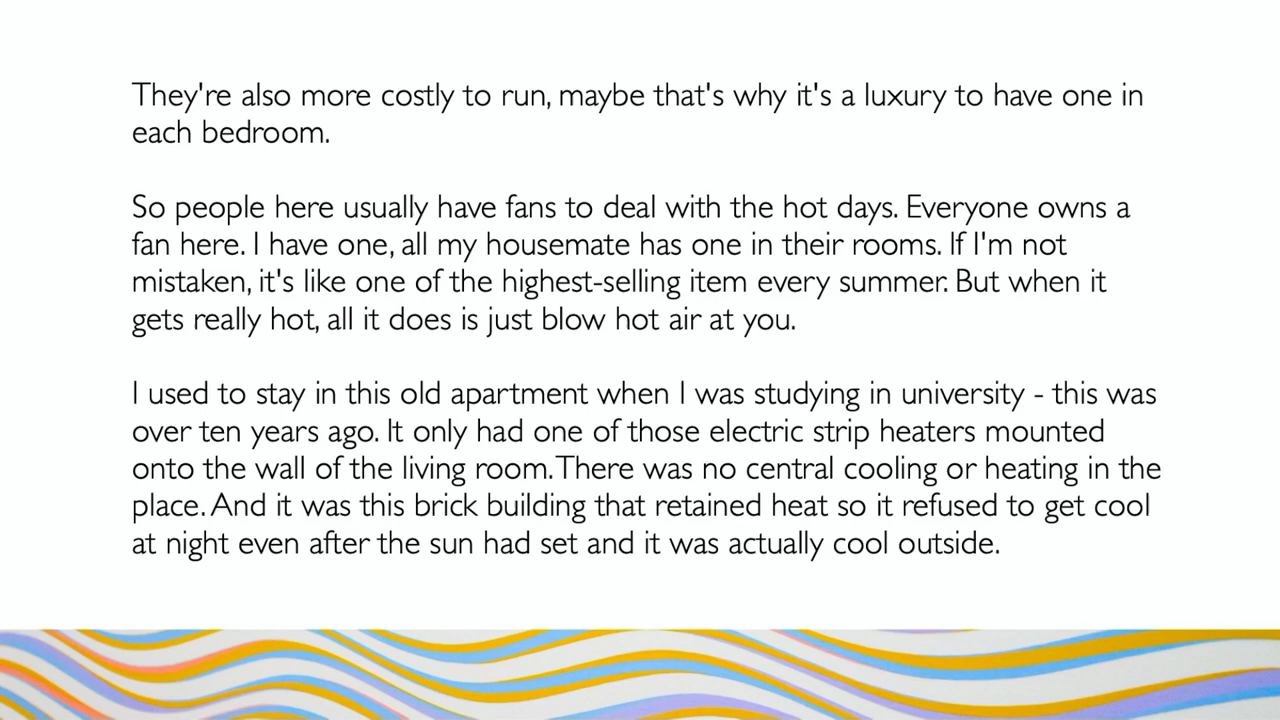 They're also more costly to run, maybe that's why it's a luxury to have one in
each bedroom.
So people here usually have fans to deal with the hot days. Everyone owns a
fan here. I have one, all my housemate has one in their rooms. If I'm not
mistaken, it's like one of the highest-selling item every summer. But when it
gets really hot, all it does is just blow hot air at you.
I used to stay in this old apartment when I was studying in university - this was
over ten years ago. It only had one of those electric strip heaters mounted
onto the wall of the living room. There was no central cooling or heating in the
place. And it was this brick building that retained heat so it refused to get cool
at night even after the sun had set and it was actually cool outside.